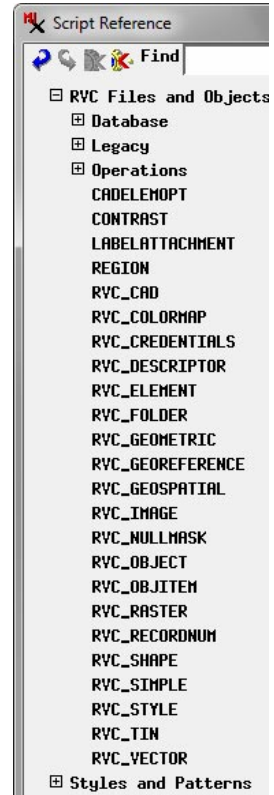 Script Reference
Find
RVC Files and Objects
Database
Legacy
Operations
CADELEMOPT
CONTRAST
LABELATTACHMENT
REGION
RVC_CAD
RVC_COLORMAP
RVC_CREDENTIALS
RVC_DESCRIPTOR
RVC_ELEMENT
RVC_FOLDER
RVC_GEOMETRIC
RVC_GEOREFERENCE
RVC_GEOSPATIAL
RVC_IMAGE
RVC_NULLMASK
RVC_OBJECT
RVC_OBJITEM
RVC_RASTER
RVC_RECORDNUM
RVC_SHAPE
RVC_SIMPLE
RVC_STYLE
RVC_TIN
RVC_VECTOR
Styles and Patterns